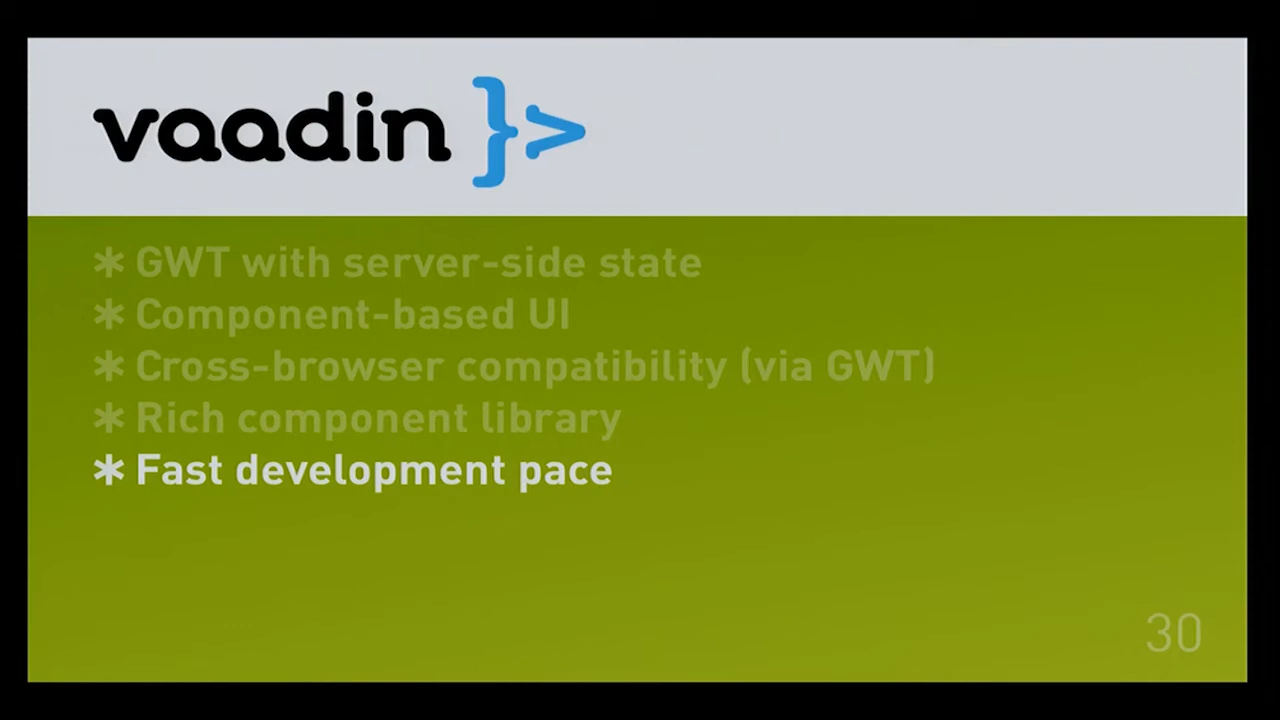 vaadin }>
* GWT with server-side state
* Component-based UI
* Cross-browser compatibility (via GWT)
* Rich component library
* Fast development pace
30